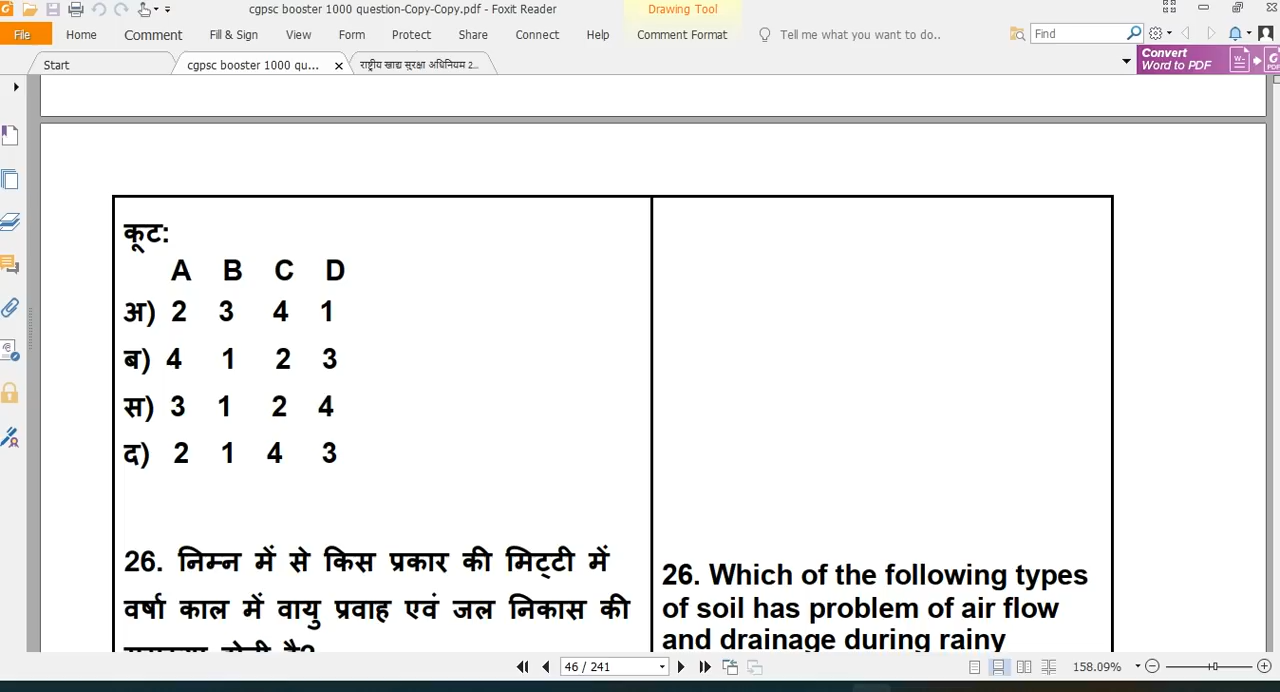 cgpsc booster 1000 question-Copy-Copy.pdf - Foxit Reader
Drawing Tool
File Home Comment Fill & Sign View Form Protect Share Connect Help Comment Format Tell me what you want to do.. Find
Start cgpsc booster 1000 qu... राष्ट्रीय खाद्य सुरक्षा अधिनियम 2...
Convert
Word to PDF
कूट:
A B C D
अ) 2 3 4 1
ब) 4 1 2 3
स) 3 1 2 4
द) 2 1 4 3
26. निम्न में से किस प्रकार की मिट्टी में
वर्षा काल में वायु प्रवाह एवं जल निकास की
26. Which of the following types
of soil has problem of air flow
and drainage during rainy
46 / 241
158.09%